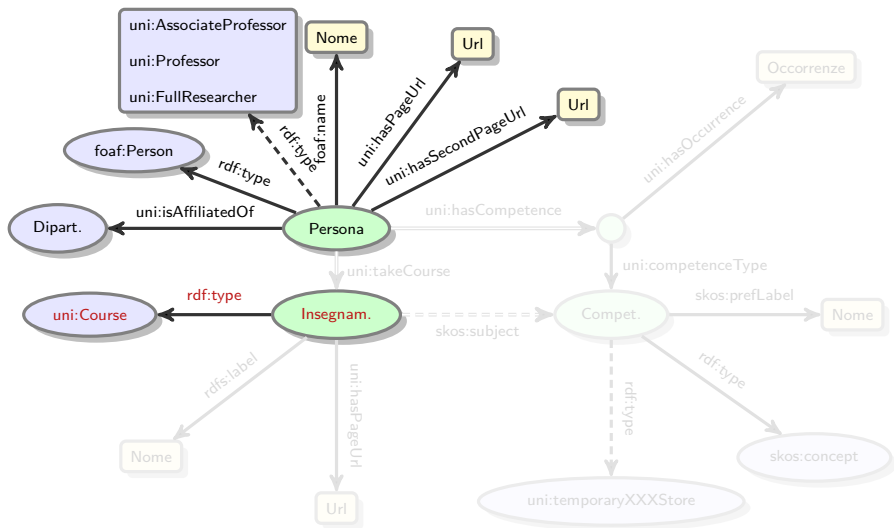 uni:AssociateProfessor
uni:Professor
uni:FullResearcher
Nome
Url
Url
Occorrenze
foaf:Person
rdf:type
rdf:type
foaf:name
uni:hasPageUrl
uni:hasSecondPageUrl
uni:hasOccurrence
Dipart.
uni:isAffiliatedOf
Persona
uni:hasCompetence
uni:takeCourse
uni:competenceType
uni:Course
rdf:type
Insegnam.
skos:subject
Compet.
skos:prefLabel
Nome
rdfs:label
uni:hasPageUrl
rdf:type
rdf:type
Nome
Url
uni:temporaryXXXStore
skos:concept